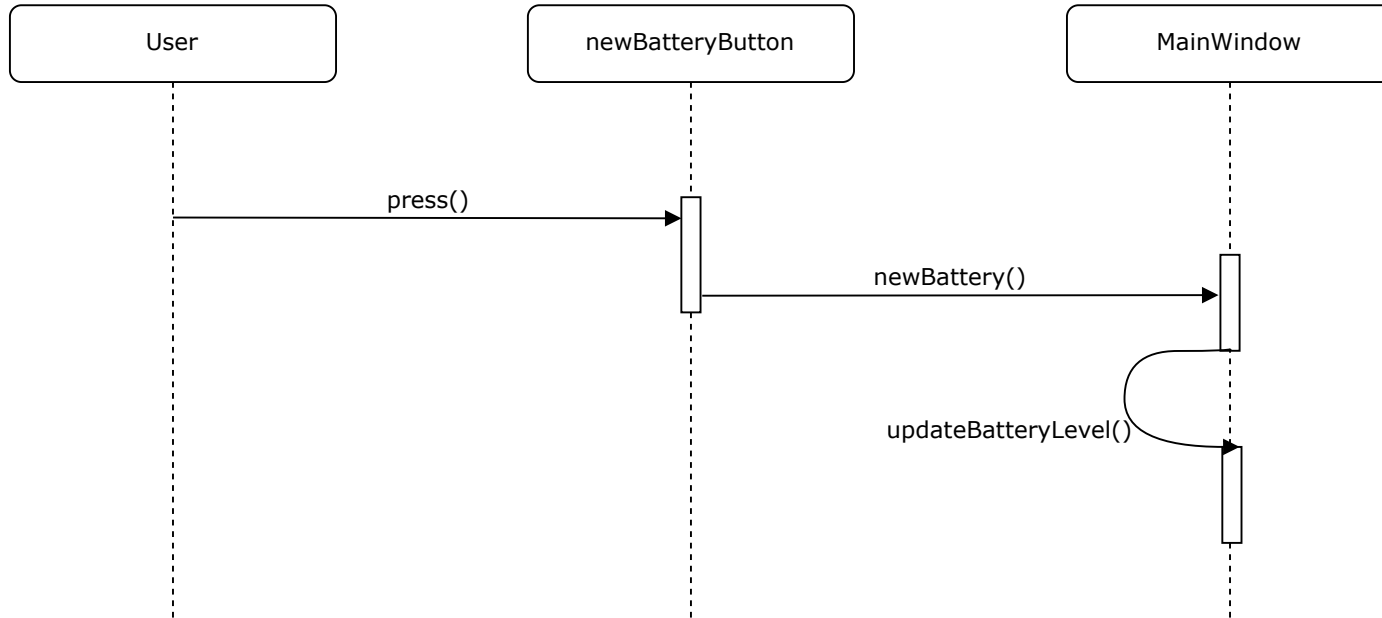 User
newBatteryButton
MainWindow
press()
newBattery()
updateBatteryLevel()